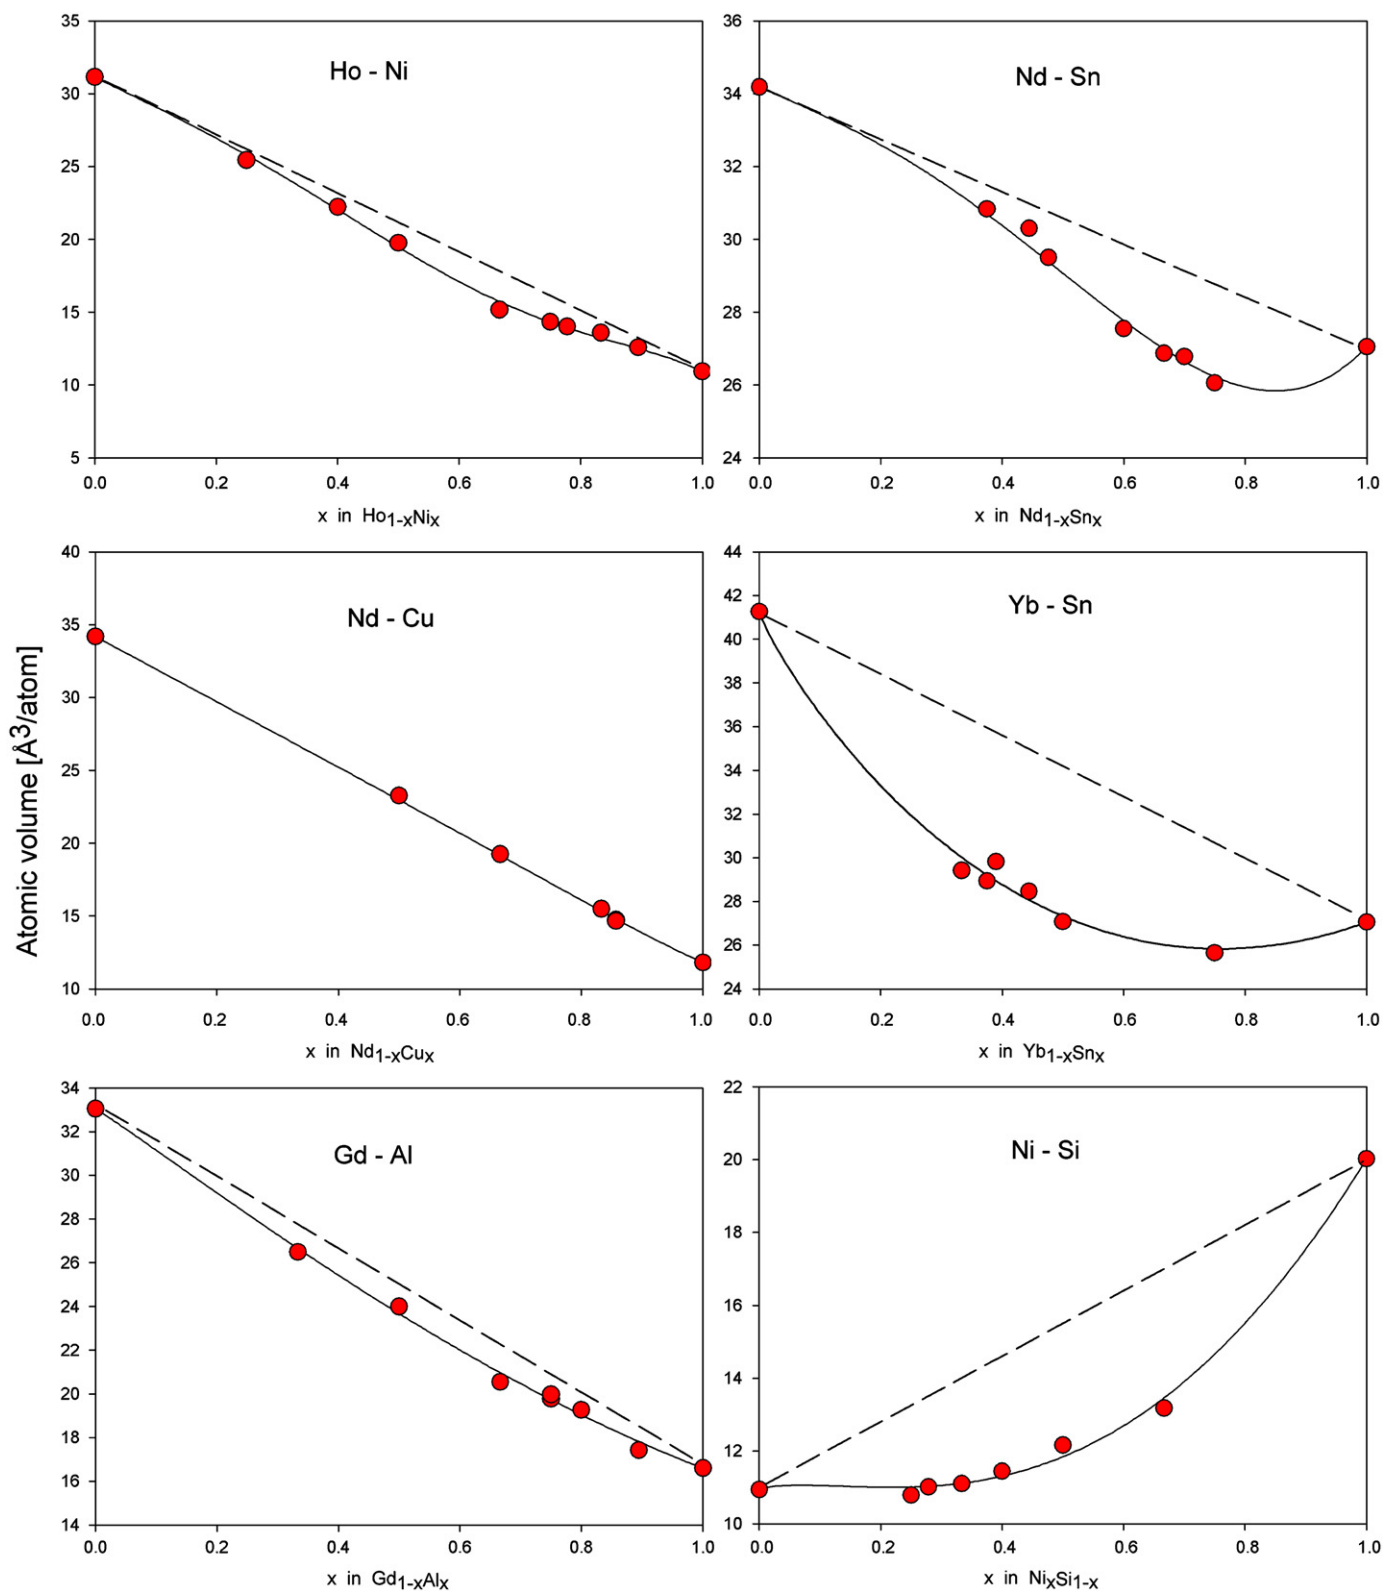 Atomic volume [Å3/atom]
Ho - Ni
35
30
25
20
15
10
5
0.0 0.2 0.4 0.6 0.8 1.0
x in Ho1-xNix
Nd - Sn
36
34
32
30
28
26
24
0.0 0.2 0.4 0.6 0.8 1.0
x in Nd1-xSnx
Nd - Cu
40
35
30
25
20
15
10
0.0 0.2 0.4 0.6 0.8 1.0
x in Nd1-xCux
Yb - Sn
44
42
40
38
36
34
32
30
28
26
24
0.0 0.2 0.4 0.6 0.8 1.0
x in Yb1-xSnx
Gd - Al
34
32
30
28
26
24
22
20
18
16
14
0.0 0.2 0.4 0.6 0.8 1.0
x in Gd1-xAlx
Ni - Si
22
20
18
16
14
12
10
0.0 0.2 0.4 0.6 0.8 1.0
x in NixSi1-x